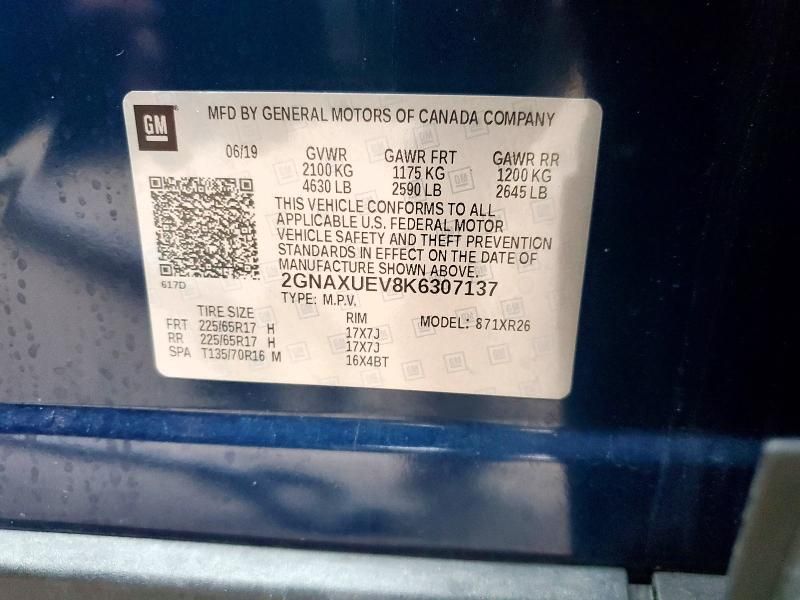 GM
MFD BY GENERAL MOTORS OF CANADA COMPANY
06/19 GVWR GAWR FRT GAWR RR
2100 KG 1175 KG 1200 KG
4630 LB 2590 LB 2645 LB
THIS VEHICLE CONFORMS TO ALL
APPLICABLE U.S. FEDERAL MOTOR
VEHICLE SAFETY AND THEFT PREVENTION
STANDARDS IN EFFECT ON THE DATE OF
MANUFACTURE SHOWN ABOVE.
617D
2GNAXUEV8K6307137
TYPE: M.P.V.
TIRE SIZE RIM MODEL: 871XR26
FRT 225/65R17 H 17X7J
RR 225/65R17 H 17X7J
SPA T135/70R16 M 16X4BT